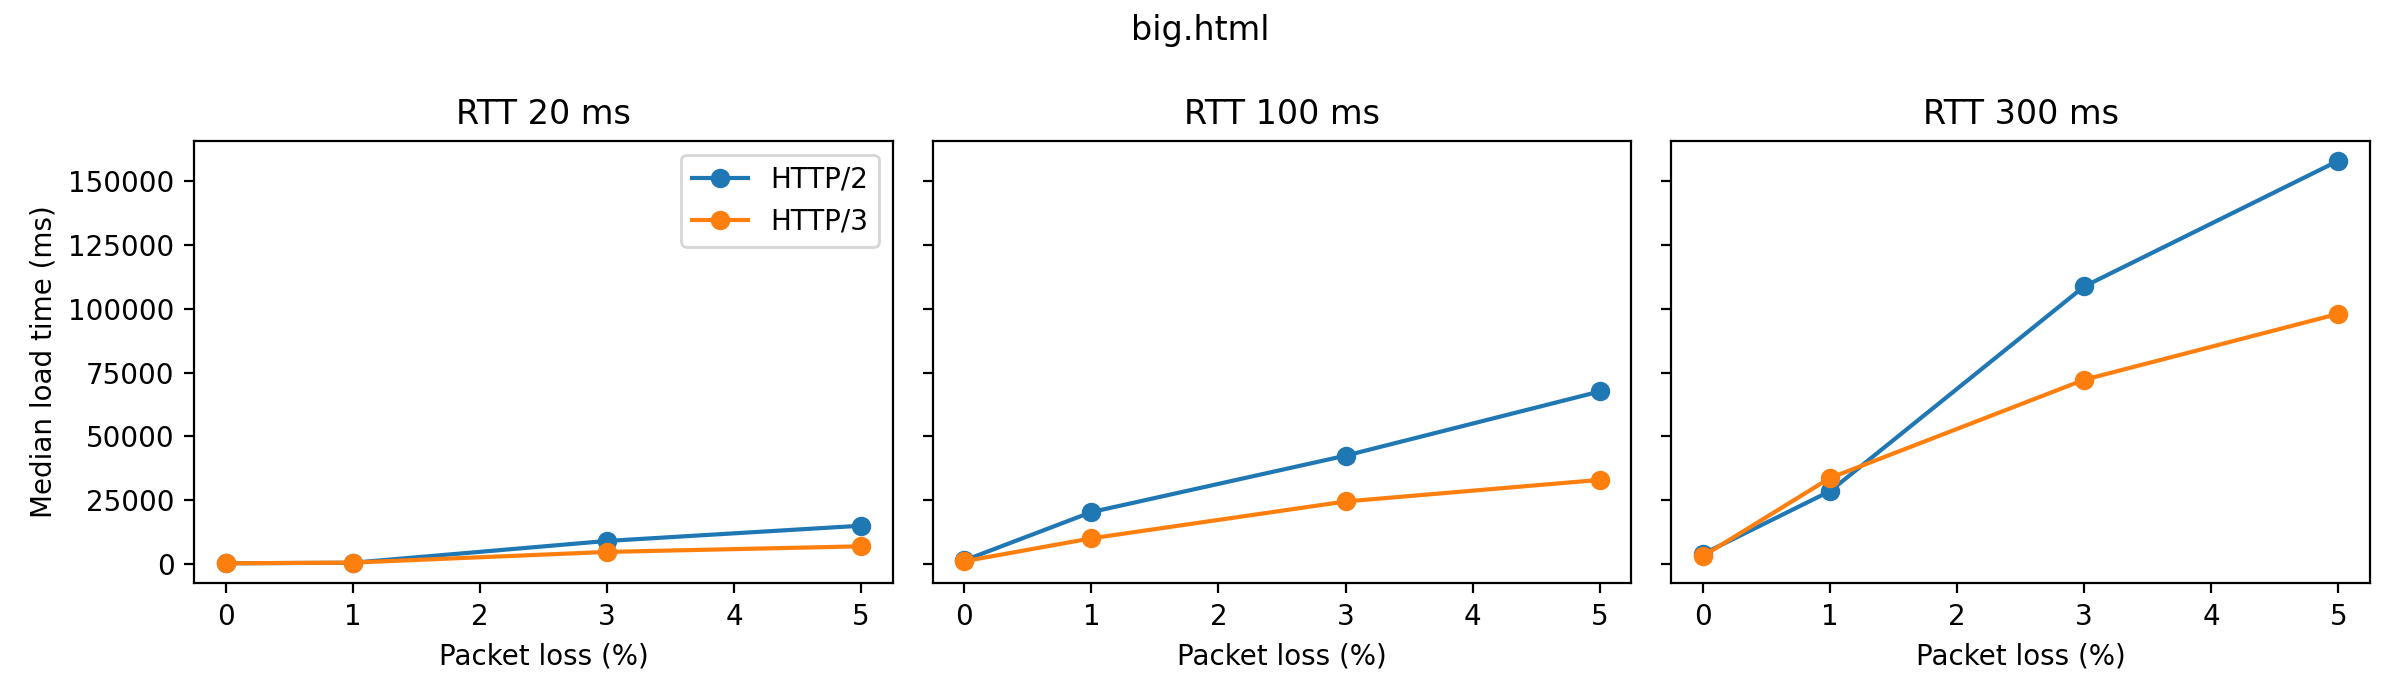 big.html
RTT 20 ms
RTT 100 ms
RTT 300 ms
Median load time (ms)
150000
125000
100000
75000
50000
25000
0
HTTP/2
HTTP/3
0 1 2 3 4 5
0 1 2 3 4 5
0 1 2 3 4 5
Packet loss (%)
Packet loss (%)
Packet loss (%)